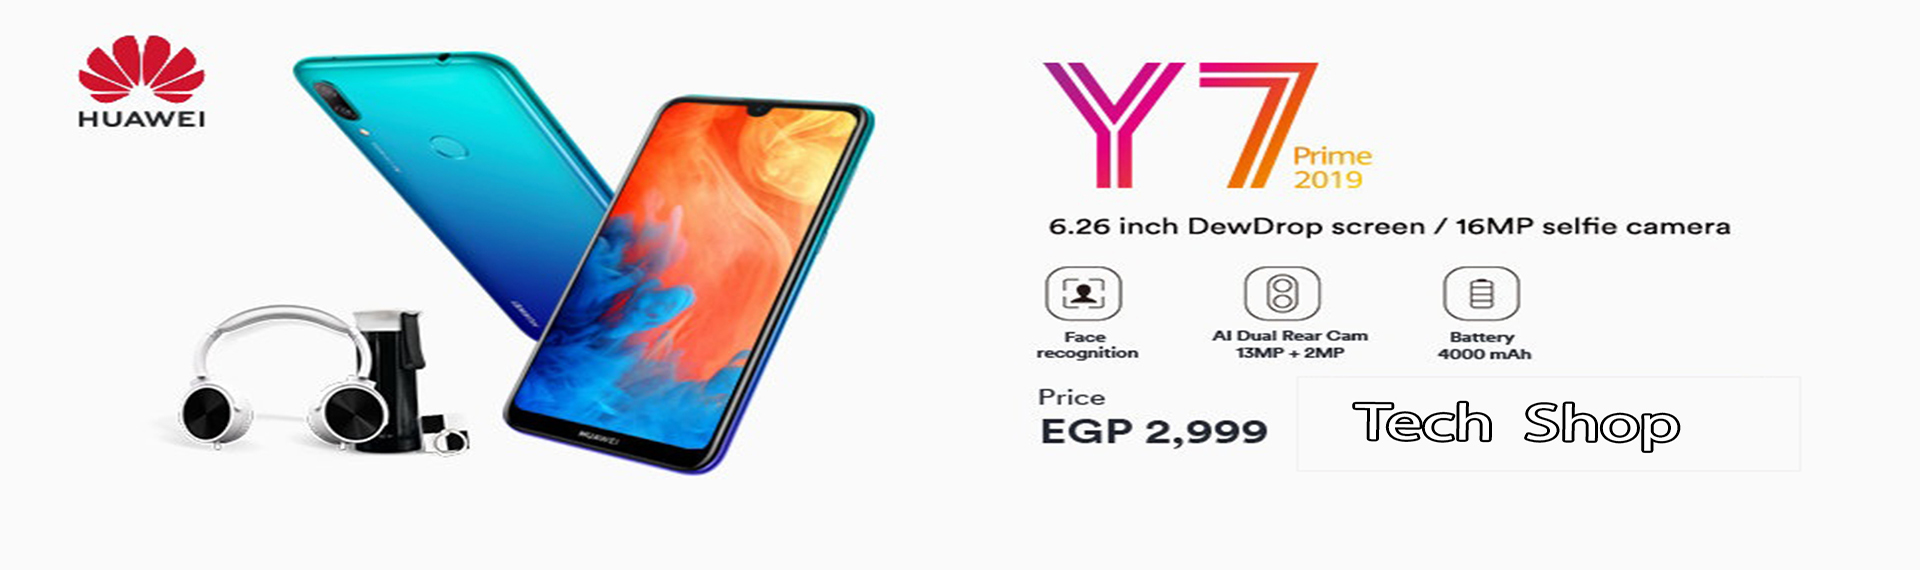 HUAWEI
HUAWEI
Y7
Prime
2019
6.26 inch DewDrop screen / 16MP selfie camera
Face
recognition
AI Dual Rear Cam
13MP + 2MP
Battery
4000 mAh
Price
EGP 2,999
Tech Shop